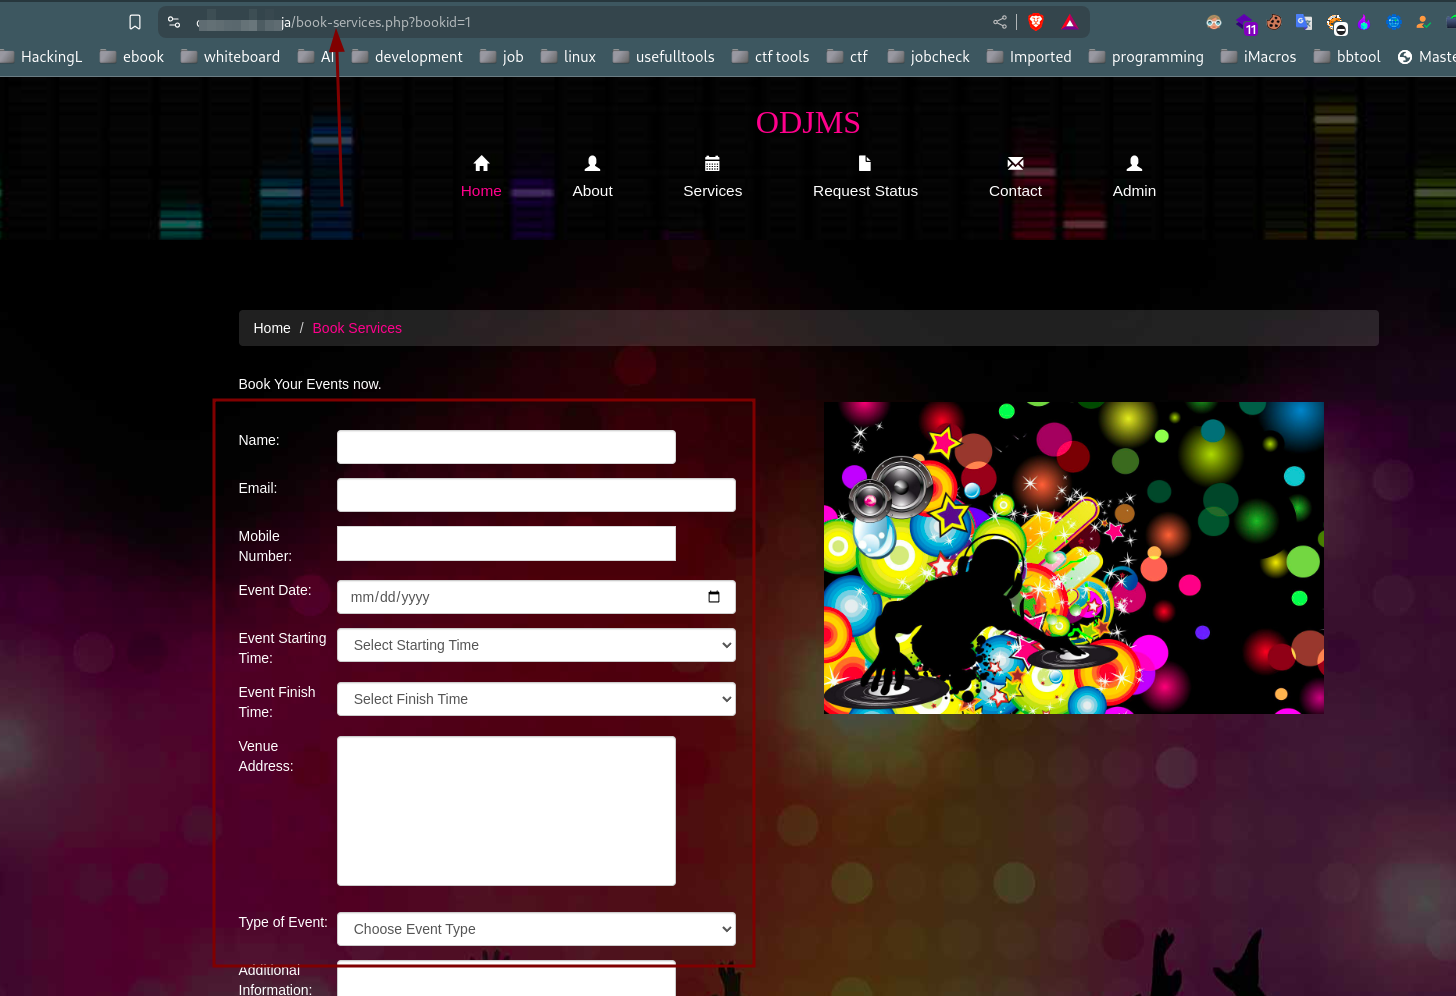 ja/book-services.php?bookid=1
11
HackingL ebook whiteboard AI development job linux usefulltools ctf tools ctf jobcheck Imported programming iMacros bbtool Maste
ODJMS
Home About Services Request Status Contact Admin
Home / Book Services
Book Your Events now.
Name:
Email:
Mobile
Number:
Event Date: mm/dd/yyyy
Event Starting
Time: Select Starting Time
Event Finish
Time: Select Finish Time
Venue
Address:
Type of Event: Choose Event Type
Additional
Information: